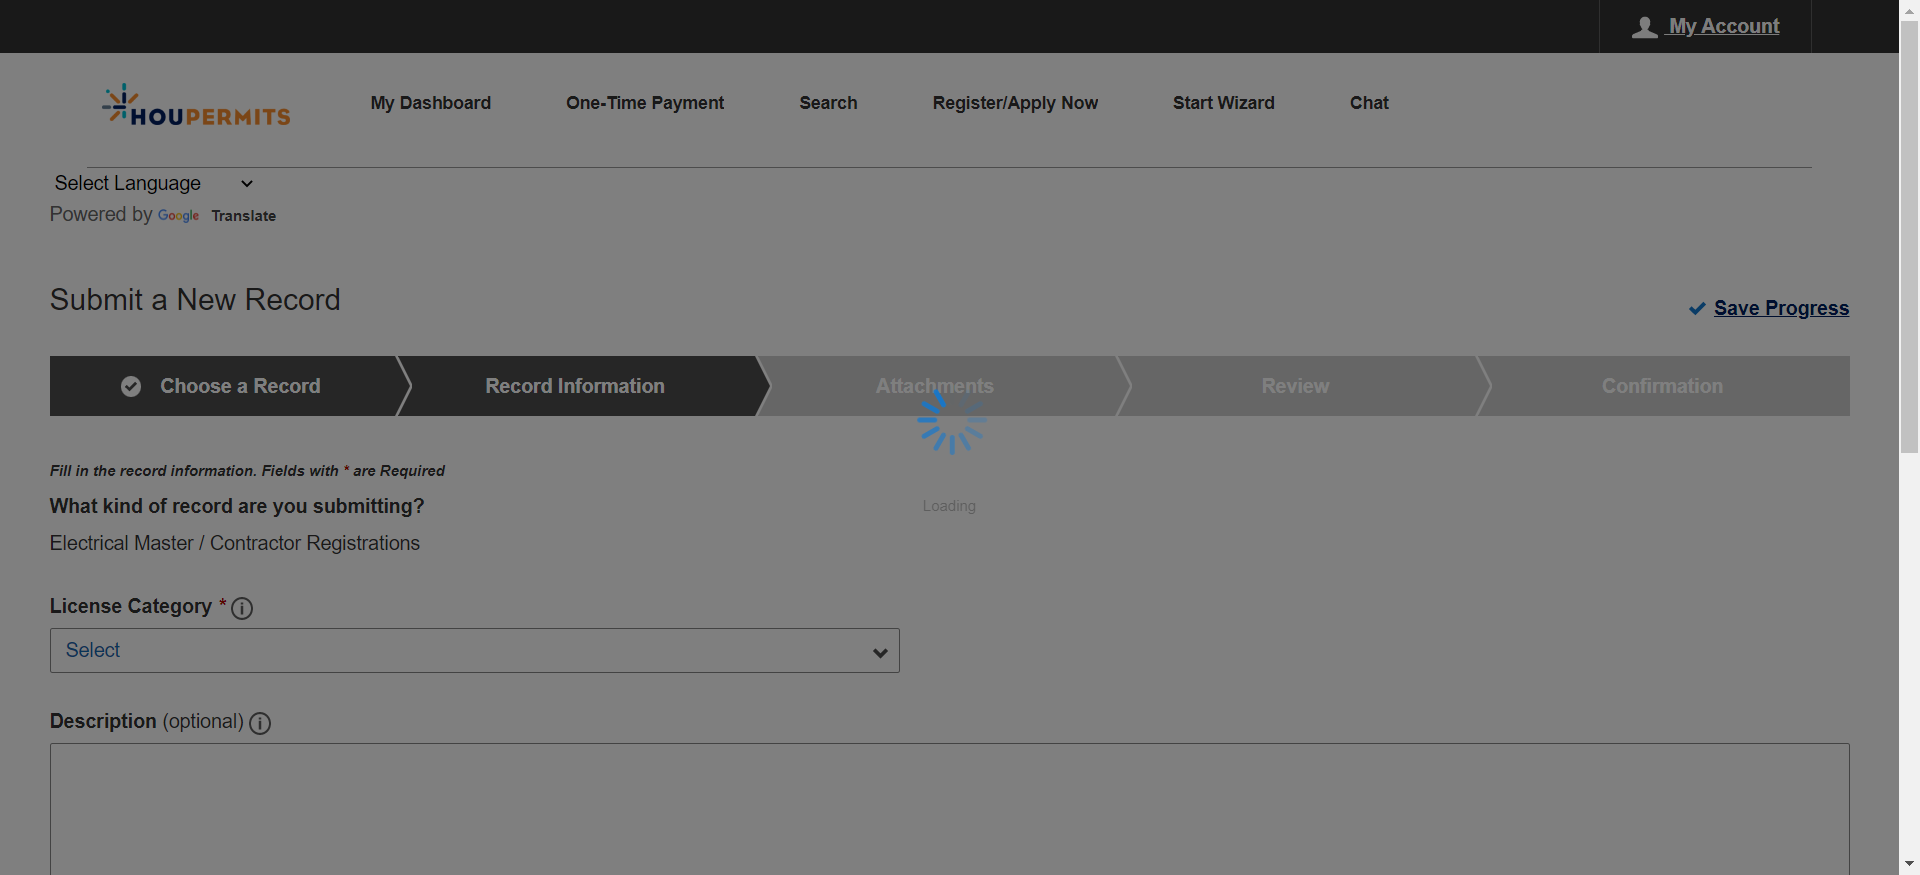 My Account
HOUPERMITS
My Dashboard
One-Time Payment
Search
Register/Apply Now
Start Wizard
Chat
Select Language
Powered by Google Translate
Submit a New Record
Save Progress
Choose a Record
Record Information
Attachments
Review
Confirmation
Loading
Fill in the record information. Fields with * are Required
What kind of record are you submitting?
Electrical Master / Contractor Registrations
License Category *
Select
Description (optional)